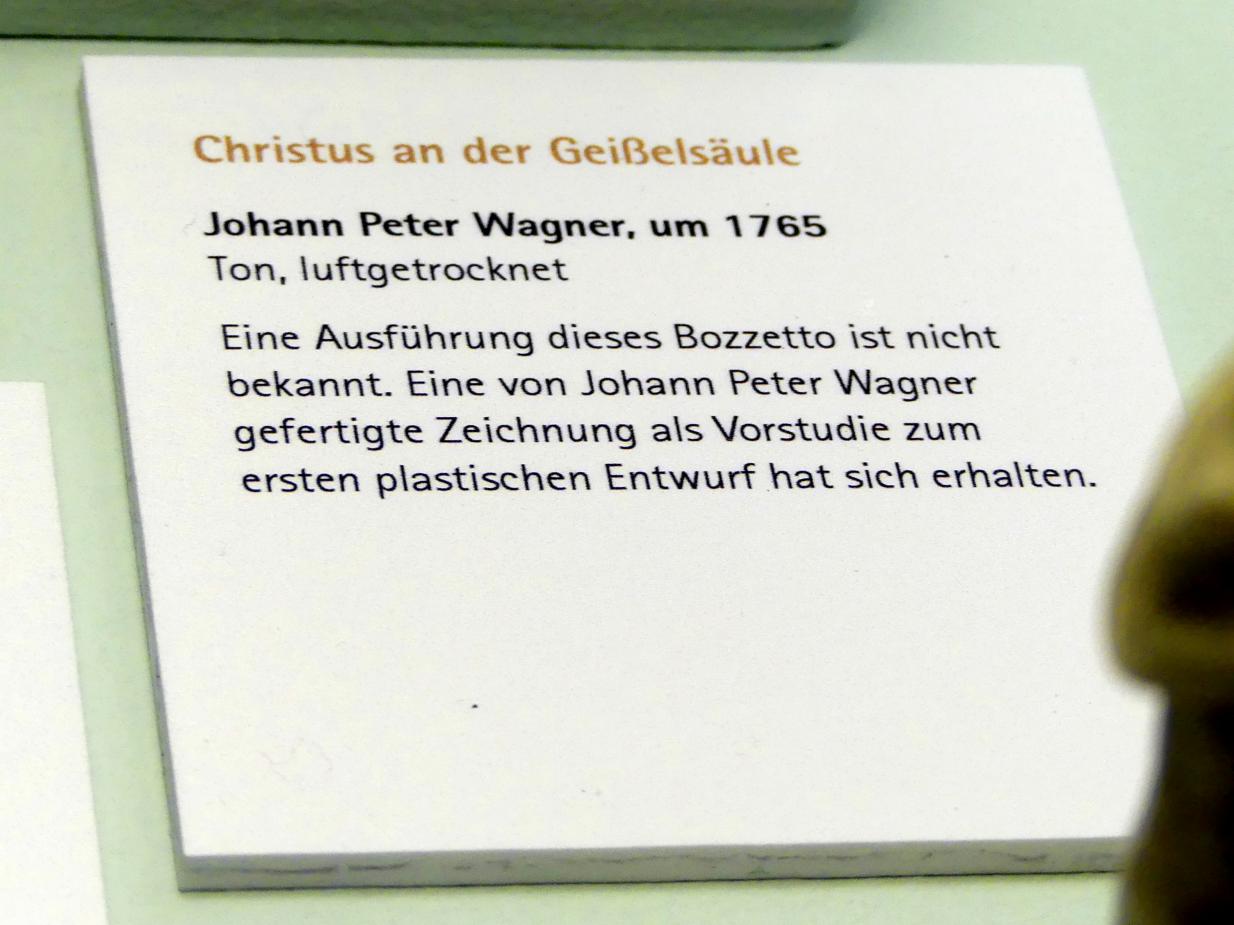 Christus an der Geißelsäule
Johann Peter Wagner, um 1765
Ton, luftgetrocknet
Eine Ausführung dieses Bozzetto ist nicht
bekannt. Eine von Johann Peter Wagner
gefertigte Zeichnung als Vorstudie zum
ersten plastischen Entwurf hat sich erhalten.